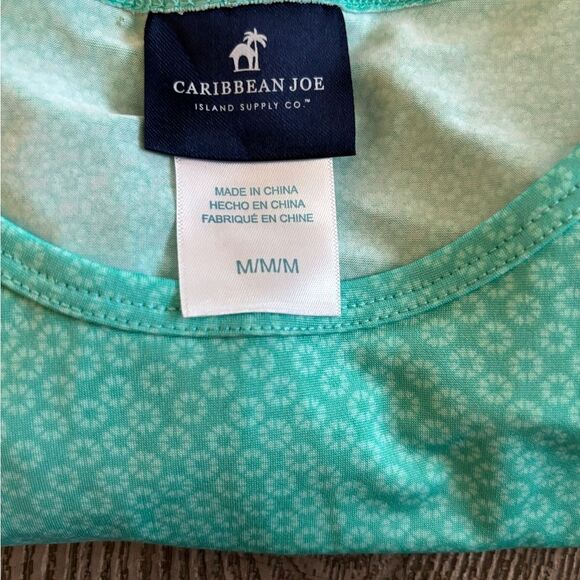 CARIBBEAN JOE
ISLAND SUPPLY CO.™
MADE IN CHINA
HECHO EN CHINA
FABRIQUÉ EN CHINE
M/M/M